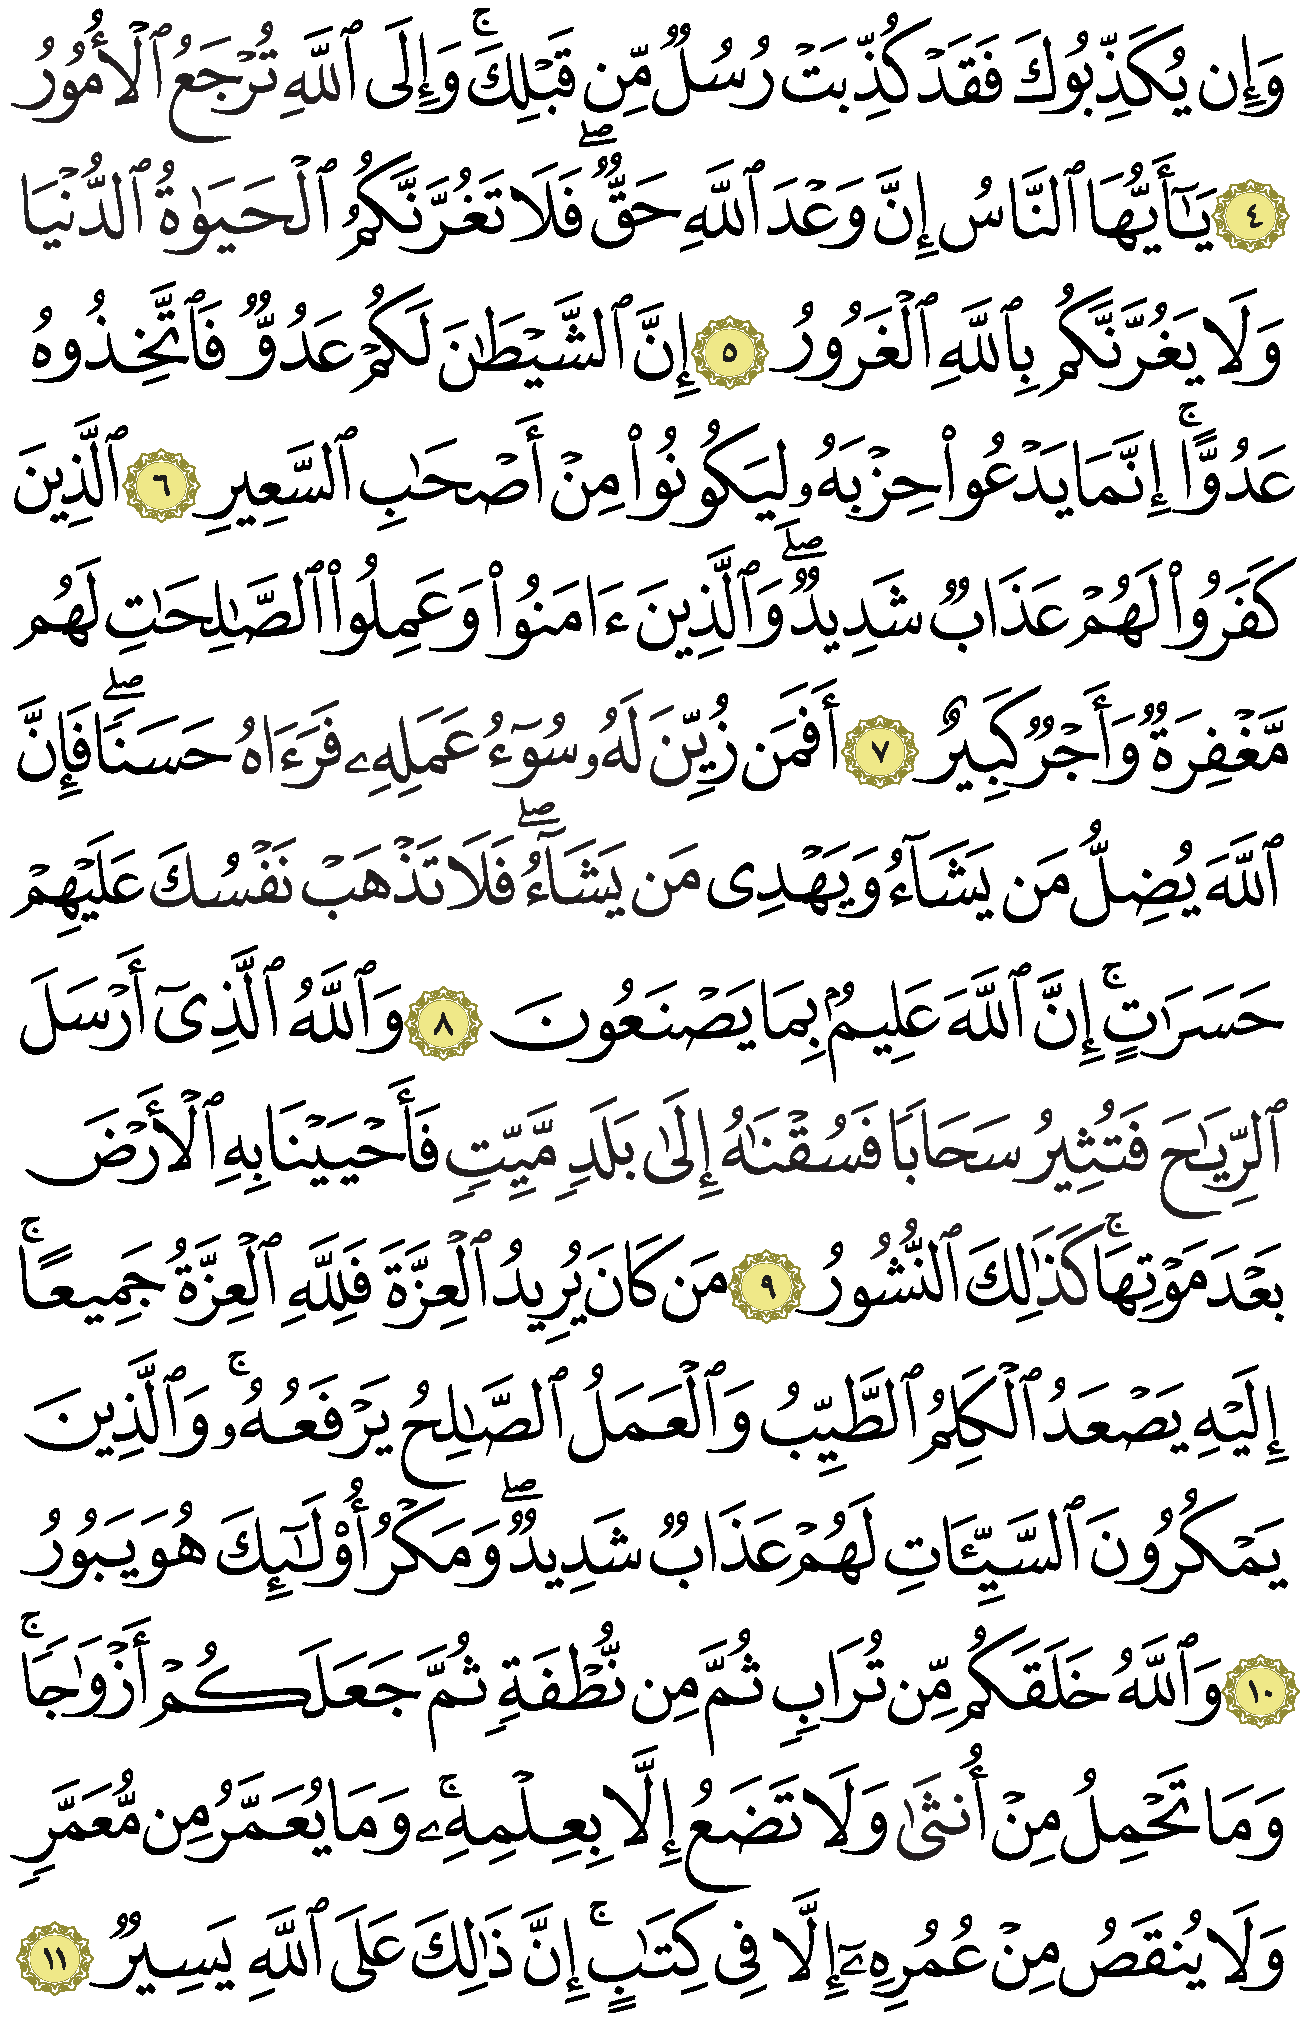 وَإِن يُكَذِّبُوكَ فَقَدْ كُذِّبَتْ رُسُلٌ مِّن قَبْلِكَ ۚ وَإِلَى ٱللَّهِ تُرْجَعُ ٱلْأُمُورُ
٤ يَـٰٓأَيُّهَا ٱلنَّاسُ إِنَّ وَعْدَ ٱللَّهِ حَقٌّ ۖ فَلَا تَغُرَّنَّكُمُ ٱلْحَيَوٰةُ ٱلدُّنْيَا
وَلَا يَغُرَّنَّكُم بِٱللَّهِ ٱلْغَرُورُ ٥ إِنَّ ٱلشَّيْطَـٰنَ لَكُمْ عَدُوٌّ فَٱتَّخِذُوهُ
عَدُوًّا ۚ إِنَّمَا يَدْعُوا۟ حِزْبَهُۥ لِيَكُونُوا۟ مِنْ أَصْحَـٰبِ ٱلسَّعِيرِ ٦ ٱلَّذِينَ
كَفَرُوا۟ لَهُمْ عَذَابٌ شَدِيدٌ ۖ وَٱلَّذِينَ ءَامَنُوا۟ وَعَمِلُوا۟ ٱلصَّـٰلِحَـٰتِ لَهُم
مَّغْفِرَةٌ وَأَجْرٌ كَبِيرٌ ٧ أَفَمَن زُيِّنَ لَهُۥ سُوٓءُ عَمَلِهِۦ فَرَءَاهُ حَسَنًا ۖ فَإِنَّ
ٱللَّهَ يُضِلُّ مَن يَشَآءُ وَيَهْدِى مَن يَشَآءُ ۖ فَلَا تَذْهَبْ نَفْسُكَ عَلَيْهِمْ
حَسَرَٰتٍ ۚ إِنَّ ٱللَّهَ عَلِيمٌۢ بِمَا يَصْنَعُونَ ٨ وَٱللَّهُ ٱلَّذِىٓ أَرْسَلَ
ٱلرِّيَـٰحَ فَتُثِيرُ سَحَابًا فَسُقْنَـٰهُ إِلَىٰ بَلَدٍ مَّيِّتٍ فَأَحْيَيْنَا بِهِ ٱلْأَرْضَ
بَعْدَ مَوْتِهَا ۚ كَذَٰلِكَ ٱلنُّشُورُ ٩ مَن كَانَ يُرِيدُ ٱلْعِزَّةَ فَلِلَّهِ ٱلْعِزَّةُ جَمِيعًا ۚ
إِلَيْهِ يَصْعَدُ ٱلْكَلِمُ ٱلطَّيِّبُ وَٱلْعَمَلُ ٱلصَّـٰلِحُ يَرْفَعُهُۥ ۚ وَٱلَّذِينَ
يَمْكُرُونَ ٱلسَّيِّـَٔاتِ لَهُمْ عَذَابٌ شَدِيدٌ ۖ وَمَكْرُ أُو۟لَـٰٓئِكَ هُوَ يَبُورُ
١٠ وَٱللَّهُ خَلَقَكُم مِّن تُرَابٍ ثُمَّ مِن نُّطْفَةٍ ثُمَّ جَعَلَكُمْ أَزْوَٰجًا ۚ
وَمَا تَحْمِلُ مِنْ أُنثَىٰ وَلَا تَضَعُ إِلَّا بِعِلْمِهِۦ ۚ وَمَا يُعَمَّرُ مِن مُّعَمَّرٍ
وَلَا يُنقَصُ مِنْ عُمُرِهِۦٓ إِلَّا فِى كِتَـٰبٍ ۚ إِنَّ ذَٰلِكَ عَلَى ٱللَّهِ يَسِيرٌ ١١